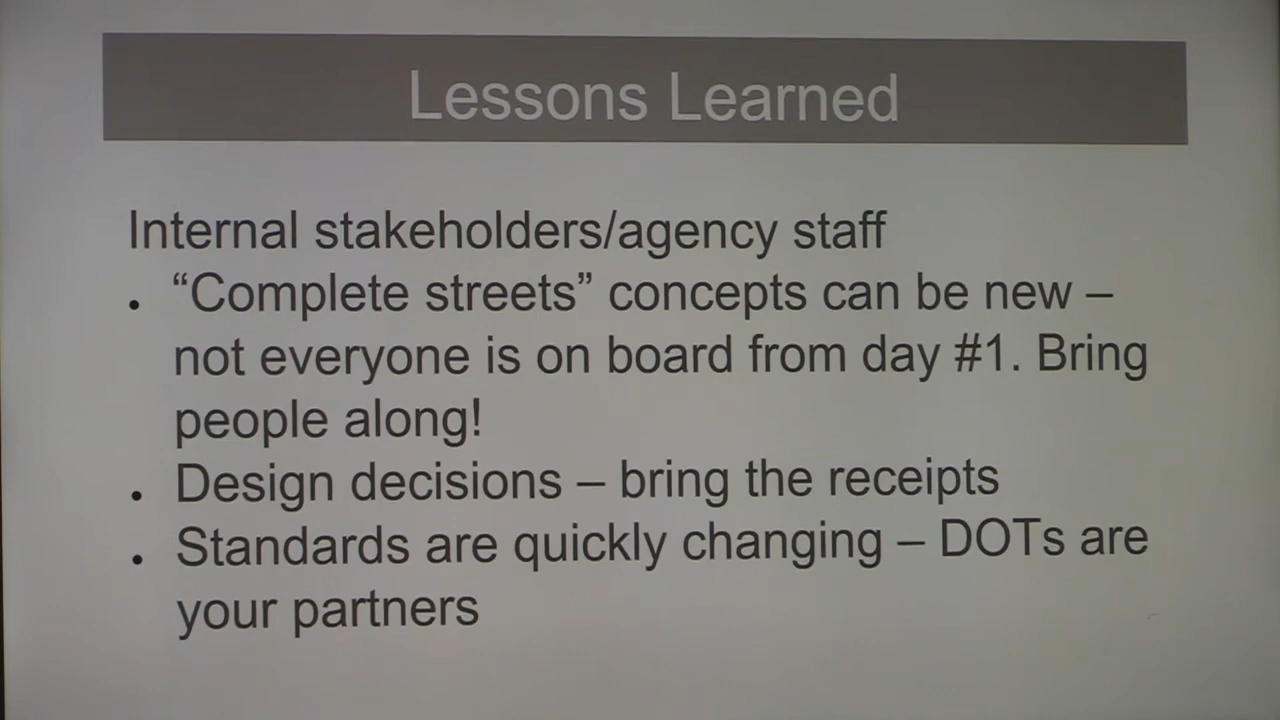 Lessons Learned
Internal stakeholders/agency staff
• “Complete streets” concepts can be new –
not everyone is on board from day #1. Bring
people along!
• Design decisions – bring the receipts
• Standards are quickly changing – DOTs are
your partners